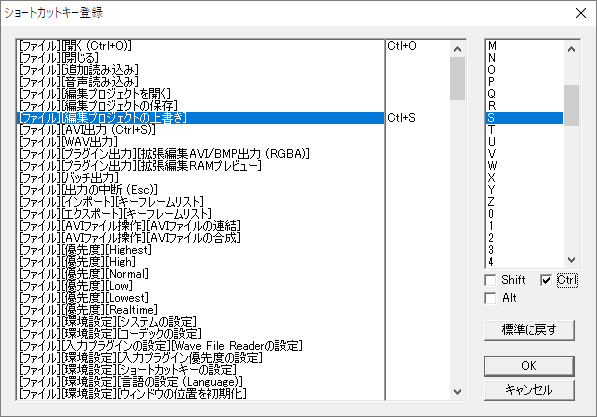 ショートカットキー登録
[ファイル][開く (Ctrl+O)] Ctl+O
[ファイル][閉じる]
[ファイル][追加読み込み]
[ファイル][音声読み込み]
[ファイル][編集プロジェクトを開く]
[ファイル][編集プロジェクトの保存]
[ファイル][編集プロジェクトの上書き] Ctl+S
[ファイル][AVI出力 (Ctrl+S)]
[ファイル][WAV出力]
[ファイル][プラグイン出力][拡張編集AVI/BMP出力 (RGBA)]
[ファイル][プラグイン出力][拡張編集RAMプレビュー]
[ファイル][バッチ出力]
[ファイル][出力の中断 (Esc)]
[ファイル][インポート][キーフレームリスト]
[ファイル][エクスポート][キーフレームリスト]
[ファイル][AVIファイル操作][AVIファイルの連結]
[ファイル][AVIファイル操作][AVIファイルの合成]
[ファイル][優先度][Highest]
[ファイル][優先度][High]
[ファイル][優先度][Normal]
[ファイル][優先度][Low]
[ファイル][優先度][Lowest]
[ファイル][優先度][Realtime]
[ファイル][環境設定][システムの設定]
[ファイル][環境設定][コーデックの設定]
[ファイル][入力プラグインの設定][Wave File Readerの設定]
[ファイル][環境設定][入力プラグイン優先度の設定]
[ファイル][環境設定][ショートカットキーの設定]
[ファイル][環境設定][言語の設定 (Language)]
[ファイル][環境設定][ウィンドウの位置を初期化]
M
N
O
P
Q
R
S
T
U
V
W
X
Y
Z
0
1
2
3
4
Shift Ctrl
Alt
標準に戻す
OK
キャンセル